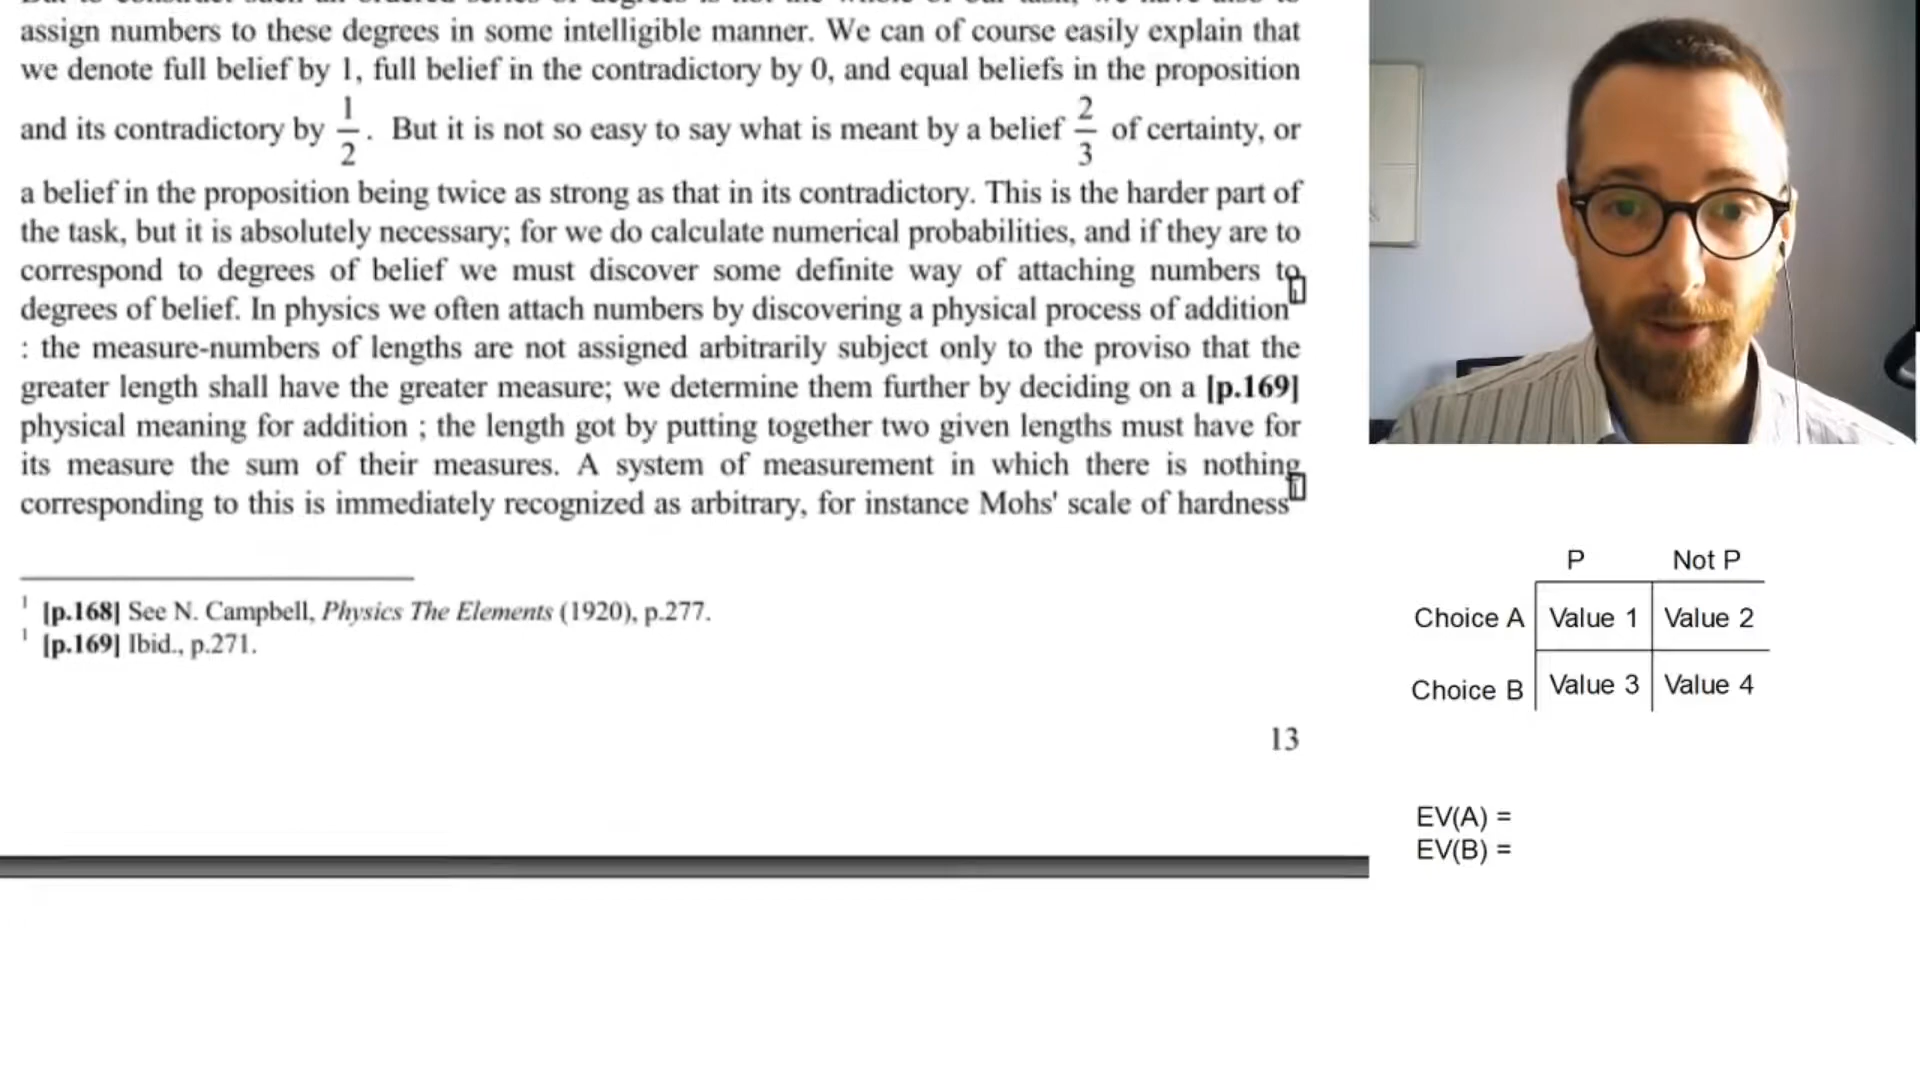 assign numbers to these degrees in some intelligible manner. We can of course easily explain that
we denote full belief by 1, full belief in the contradictory by 0, and equal beliefs in the proposition
and its contradictory by 1/2. But it is not so easy to say what is meant by a belief 2/3 of certainty, or
a belief in the proposition being twice as strong as that in its contradictory. This is the harder part of
the task, but it is absolutely necessary; for we do calculate numerical probabilities, and if they are to
correspond to degrees of belief we must discover some definite way of attaching numbers to
degrees of belief. In physics we often attach numbers by discovering a physical process of addition1
: the measure-numbers of lengths are not assigned arbitrarily subject only to the proviso that the
greater length shall have the greater measure; we determine them further by deciding on a [p.169]
physical meaning for addition ; the length got by putting together two given lengths must have for
its measure the sum of their measures. A system of measurement in which there is nothing
corresponding to this is immediately recognized as arbitrary, for instance Mohs' scale of hardness1
1 [p.168] See N. Campbell, Physics The Elements (1920), p.277.
1 [p.169] Ibid., p.271.
13
P Not P
Choice A Value 1 Value 2
Choice B Value 3 Value 4
EV(A) =
EV(B) =